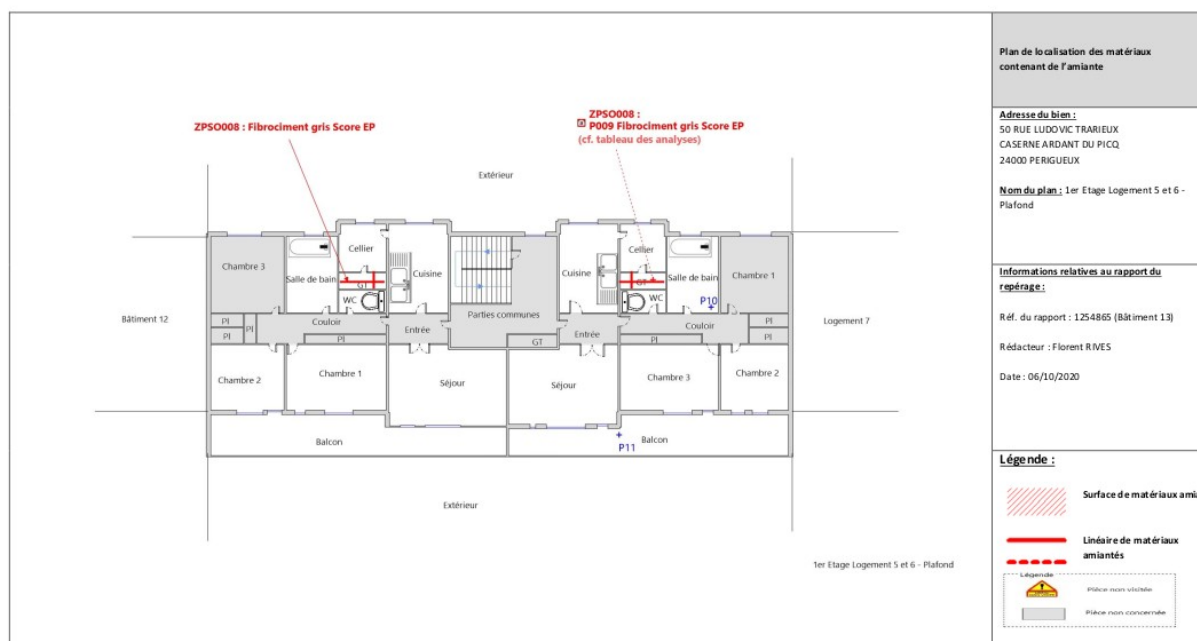 ZPSO008 : Fibrociment gris Score EP
ZPSO008 :
P009 Fibrociment gris Score EP
(cf. tableau des analyses)
Extérieur
Cellier
Cellier
Chambre 3
Salle de bain
Cuisine
Cuisine
Salle de bain
Chambre 1
GT
GT
WC
WC
P10
Bâtiment 12
Parties communes
Logement 7
PI
PI
PI
Couloir
Entrée
Entrée
Couloir
PI
PI
PI
PI
GT
Chambre 2
Chambre 1
Séjour
Séjour
Chambre 3
Chambre 2
Balcon
P11
Balcon
Extérieur
1er Etage Logement 5 et 6 - Plafond
Plan de localisation des matériaux
contenant de l'amiante
Adresse du bien :
50 RUE LUDOVIC TRARIEUX
CASERNE ARDANT DU PICQ
24000 PERIGUEUX
Nom du plan : 1er Etage Logement 5 et 6 -
Plafond
Informations relatives au rapport du
repérage :
Réf. du rapport : 1254865 (Bâtiment 13)
Rédacteur : Florent RIVES
Date : 06/10/2020
Légende :
Surface de matériaux amia
Linéaire de matériaux
amiantés
Légende
Pièce non visitée
Pièce non concernée